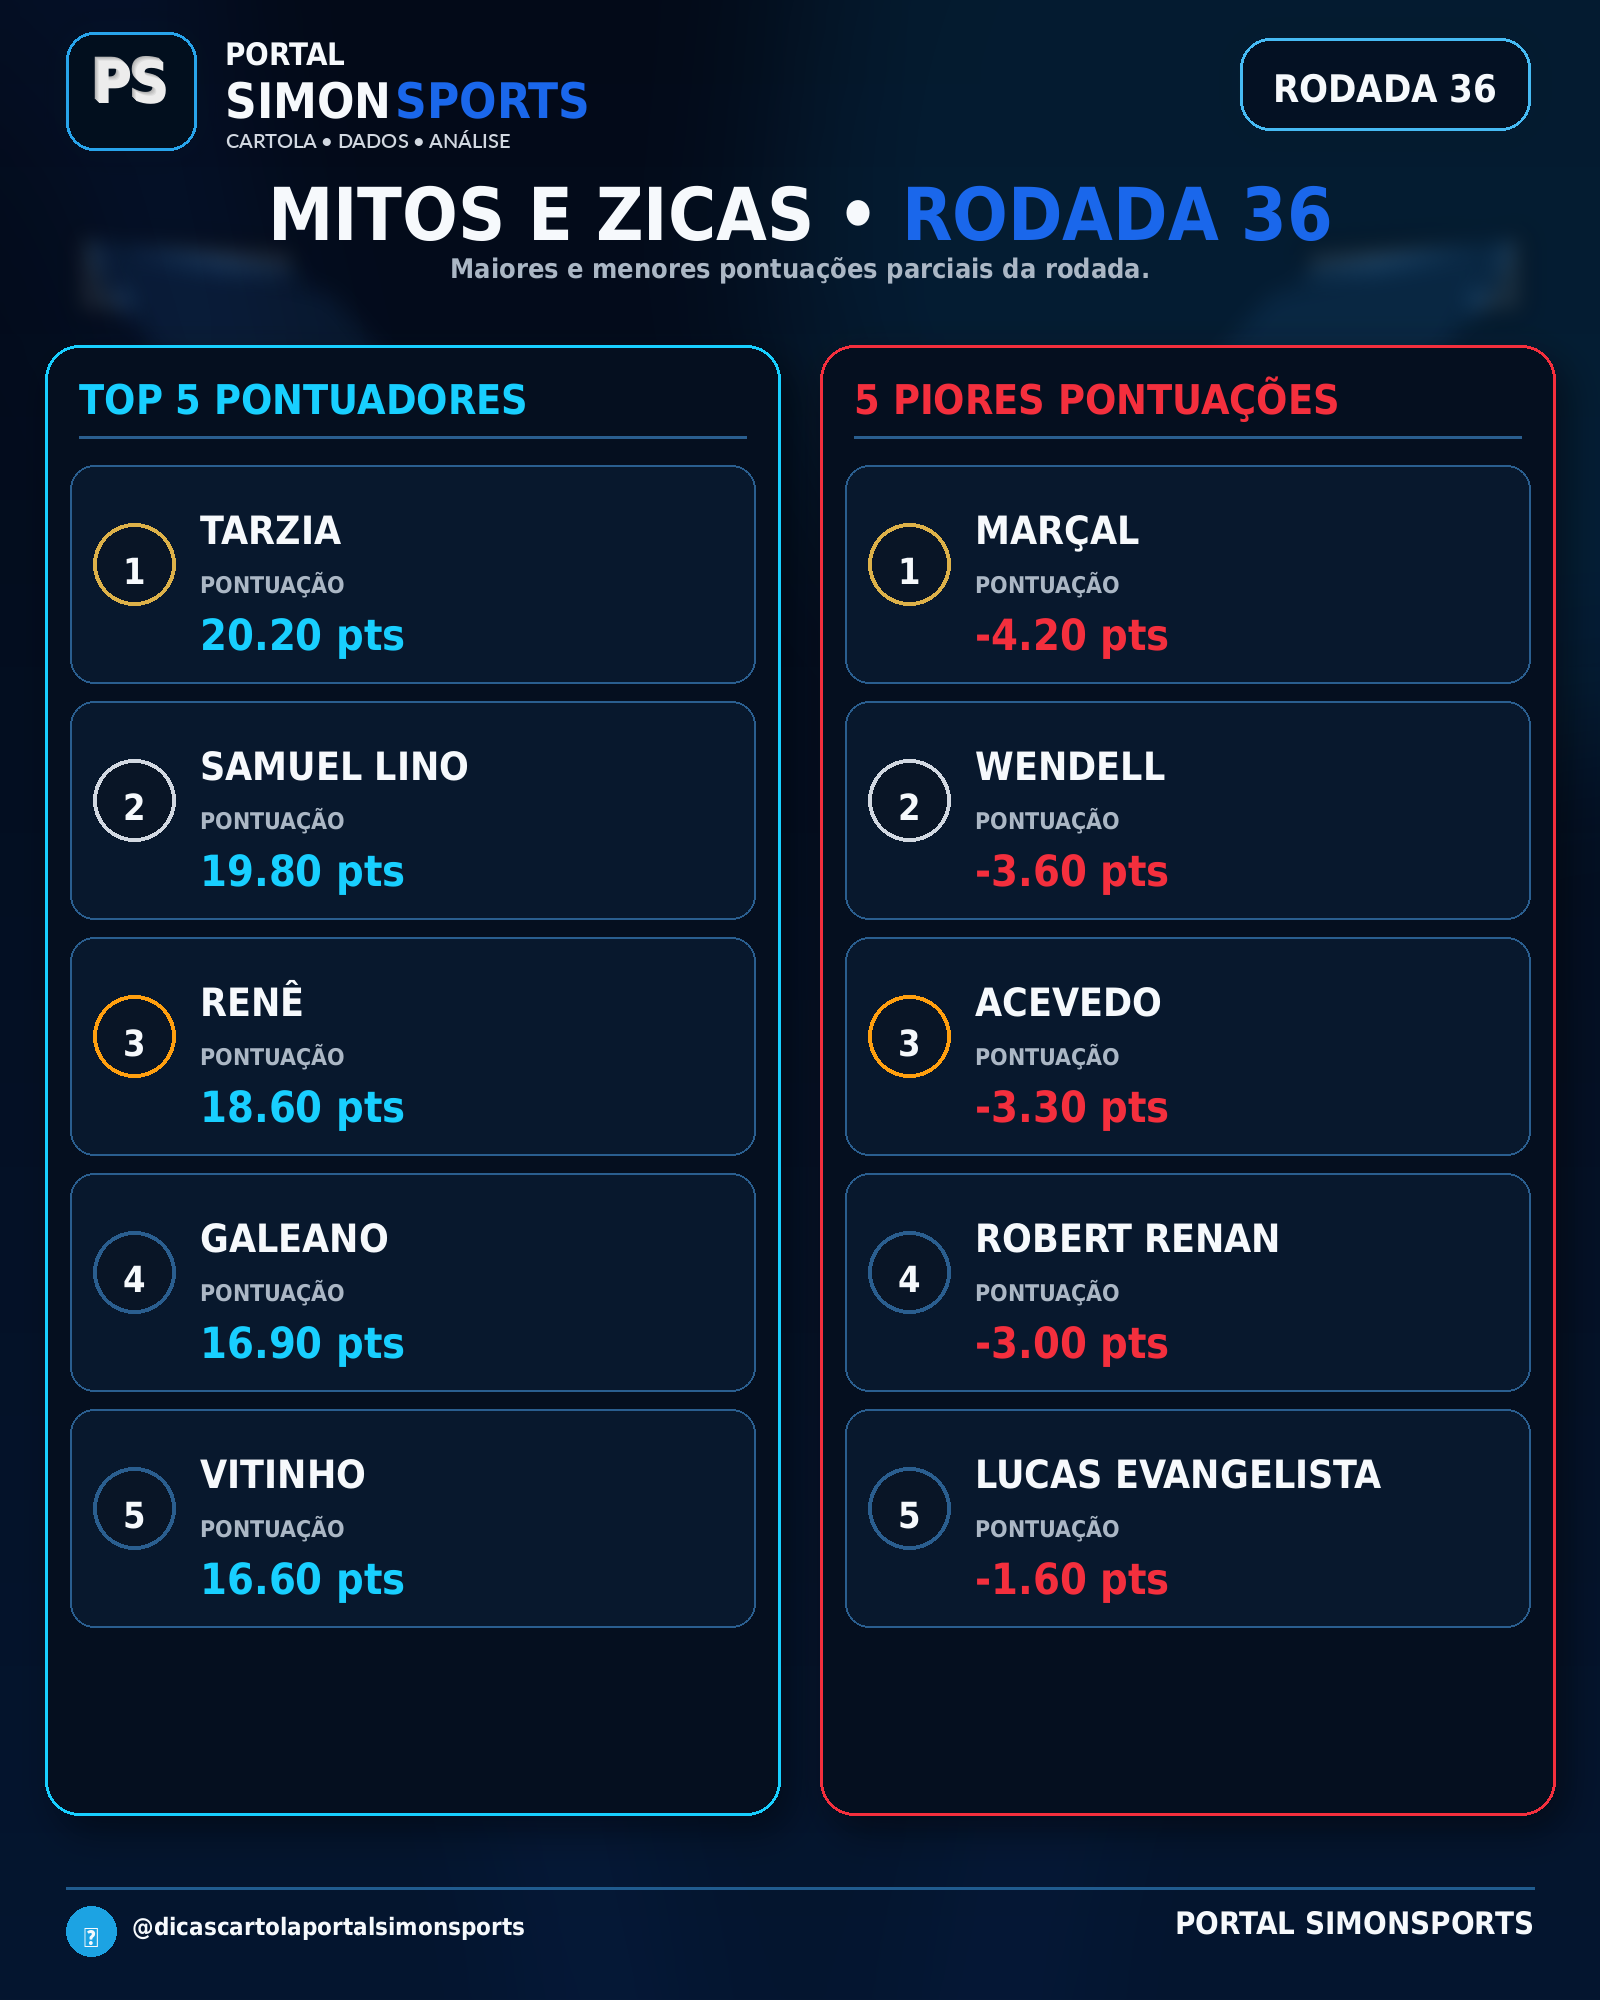 PS
PORTAL
SIMONSPORTS
CARTOLA • DADOS • ANÁLISE
RODADA 36
MITOS E ZICAS • RODADA 36
Maiores e menores pontuações parciais da rodada.
TOP 5 PONTUADORES
1
TARZIA
PONTUAÇÃO
20.20 pts
2
SAMUEL LINO
PONTUAÇÃO
19.80 pts
3
RENÊ
PONTUAÇÃO
18.60 pts
4
GALEANO
PONTUAÇÃO
16.90 pts
5
VITINHO
PONTUAÇÃO
16.60 pts
5 PIORES PONTUAÇÕES
1
MARÇAL
PONTUAÇÃO
-4.20 pts
2
WENDELL
PONTUAÇÃO
-3.60 pts
3
ACEVEDO
PONTUAÇÃO
-3.30 pts
4
ROBERT RENAN
PONTUAÇÃO
-3.00 pts
5
LUCAS EVANGELISTA
PONTUAÇÃO
-1.60 pts
@dicascartolaportalsimonsports
PORTAL SIMONSPORTS